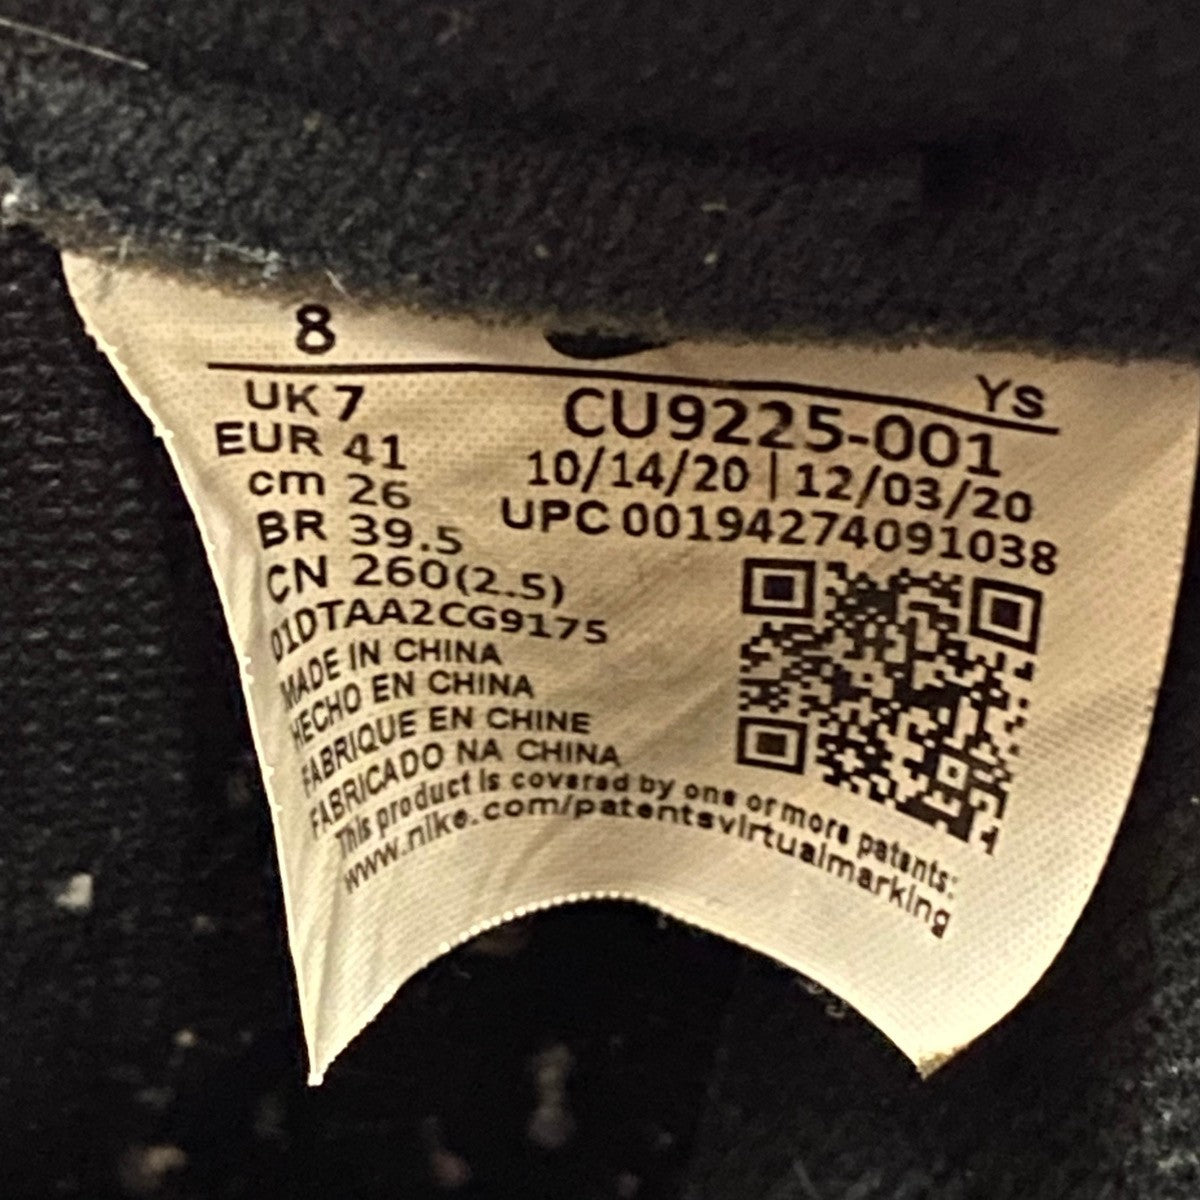 8
YS
UK 7
EUR 41
cm 26
BR 39.5
CN 260(2.5)
01DTAA2CG9175
MADE IN CHINA
HECHO EN CHINA
FABRIQUE EN CHINE
FABRICADO NA CHINA
CU9225-001
10/14/20 | 12/03/20
UPC 00194274091038
This product is covered by one or more patents:
www.nike.com/patentsvirtualmarking